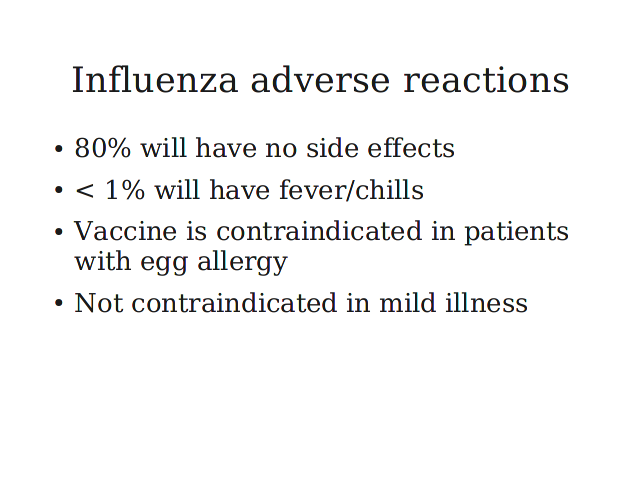 Influenza adverse reactions
• 80% will have no side effects
• < 1% will have fever/chills
• Vaccine is contraindicated in patients
with egg allergy
• Not contraindicated in mild illness